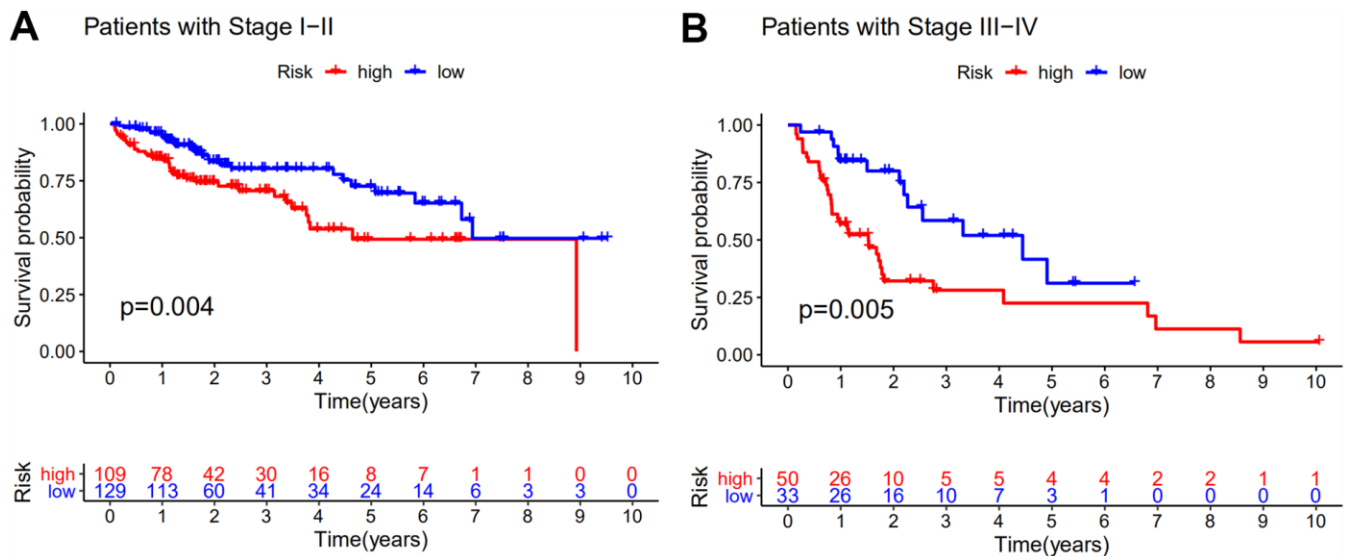 A Patients with Stage I−II
Risk high low
Survival probability
1.00
0.75
0.50
0.25
0.00
p=0.004
0 1 2 3 4 5 6 7 8 9 10
Time(years)
Risk
high 109 78 42 30 16 8 7 1 1 0 0
low 129 113 60 41 34 24 14 6 3 3 0
0 1 2 3 4 5 6 7 8 9 10
Time(years)
B Patients with Stage III−IV
Risk high low
Survival probability
1.00
0.75
0.50
0.25
0.00
p=0.005
0 1 2 3 4 5 6 7 8 9 10
Time(years)
Risk
high 50 26 10 5 5 4 4 2 2 1 1
low 33 26 16 10 7 3 1 0 0 0 0
0 1 2 3 4 5 6 7 8 9 10
Time(years)